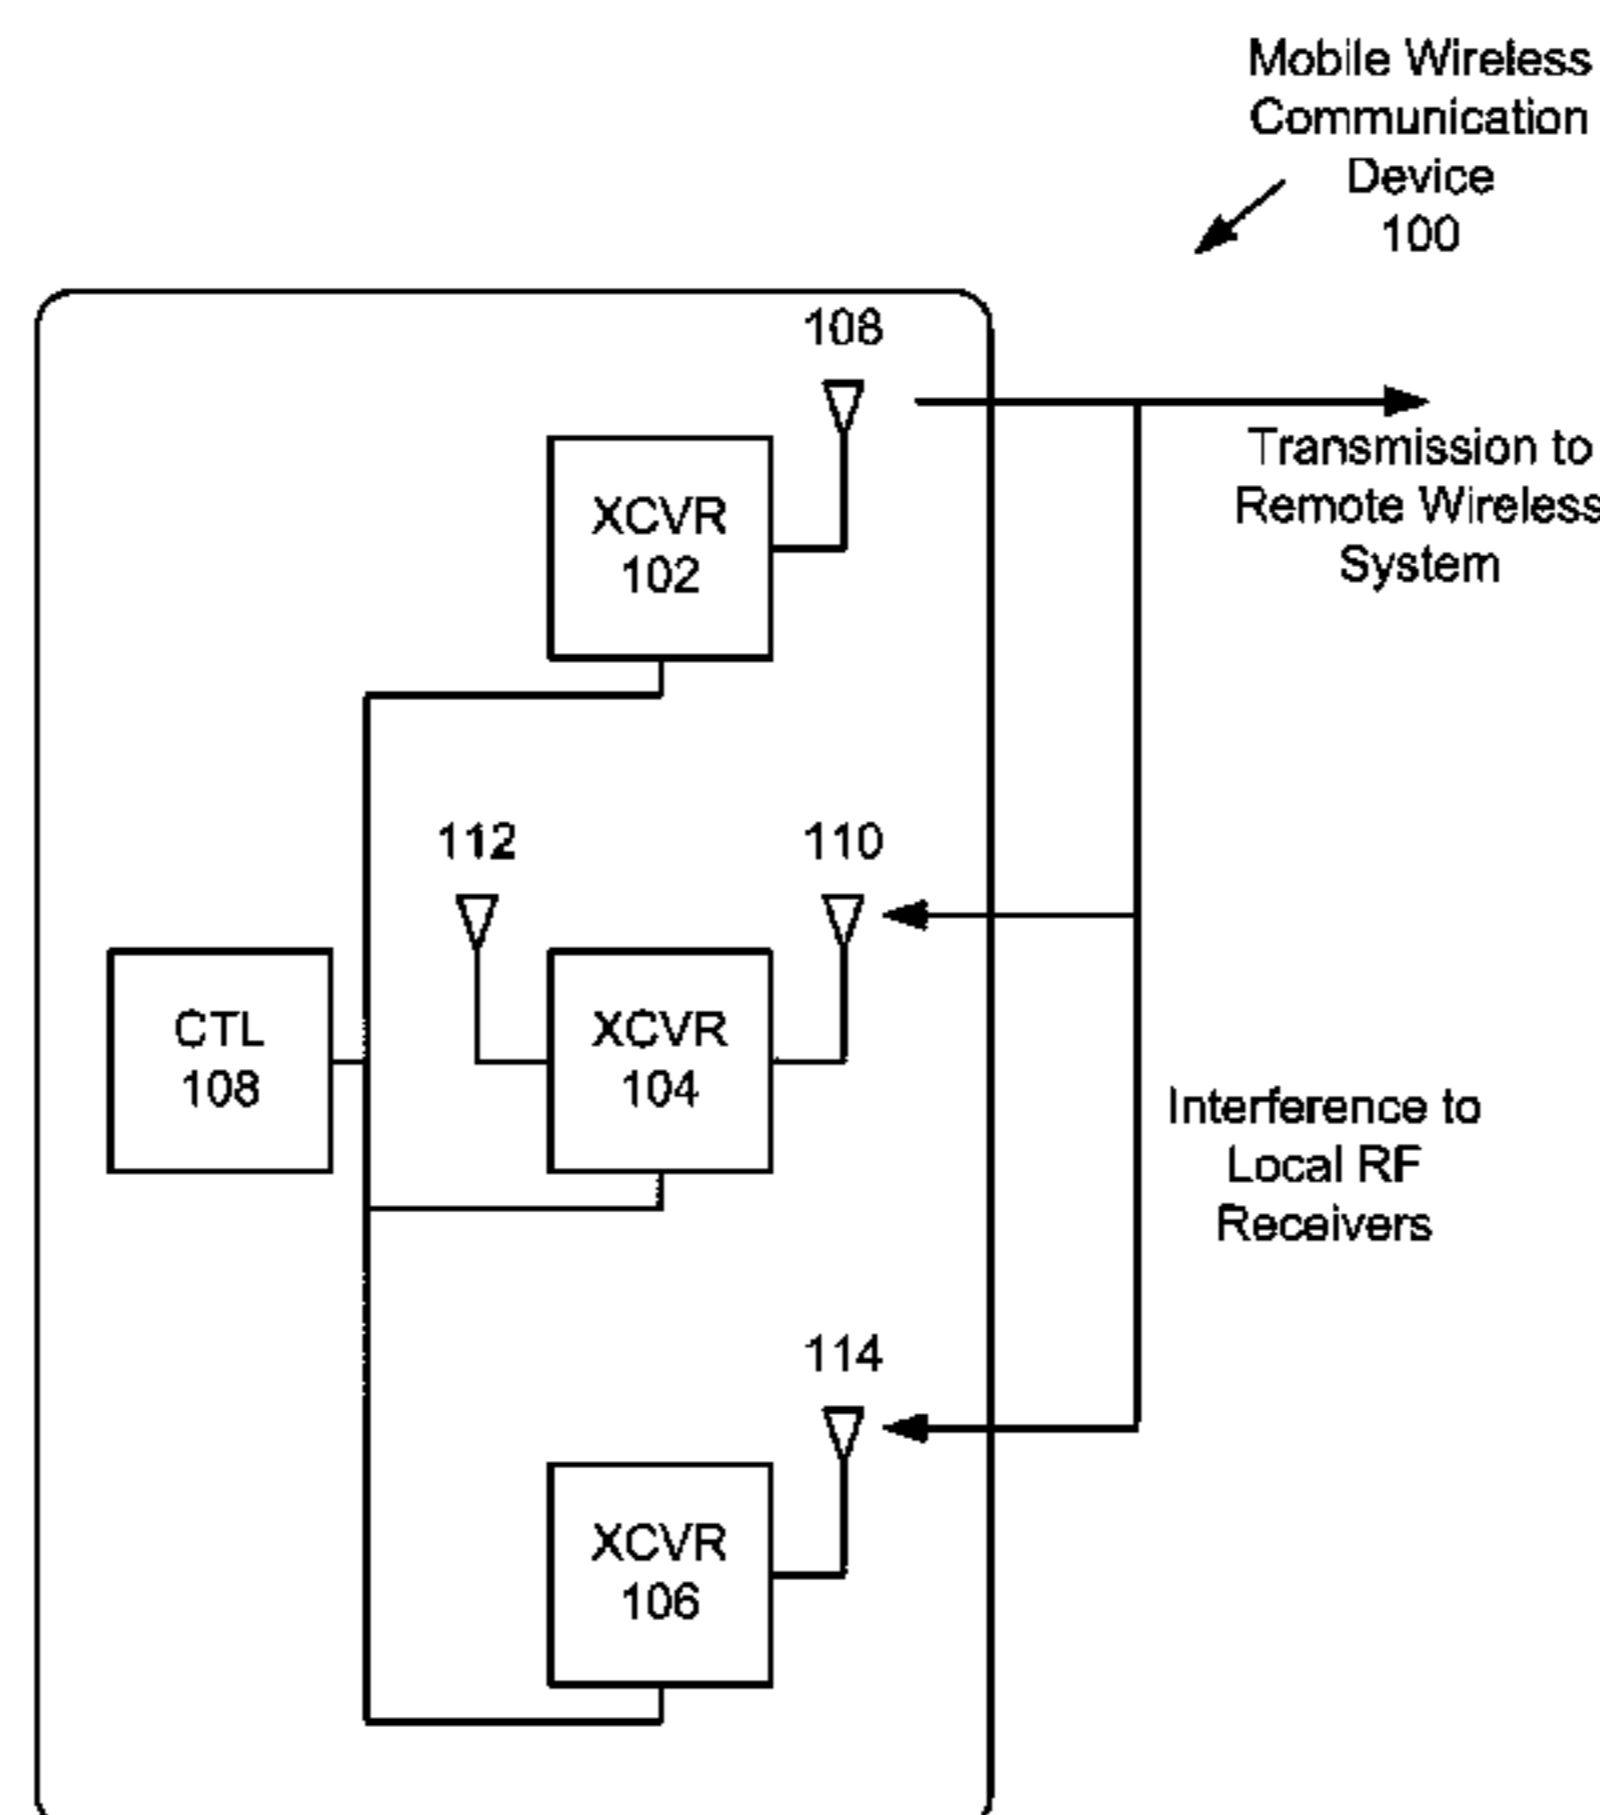 Mobile Wireless
Communication
Device
100
108
Transmission to
Remote Wireless
System
XCVR
102
112
110
CTL
108
XCVR
104
Interference to
Local RF
Receivers
114
XCVR
106